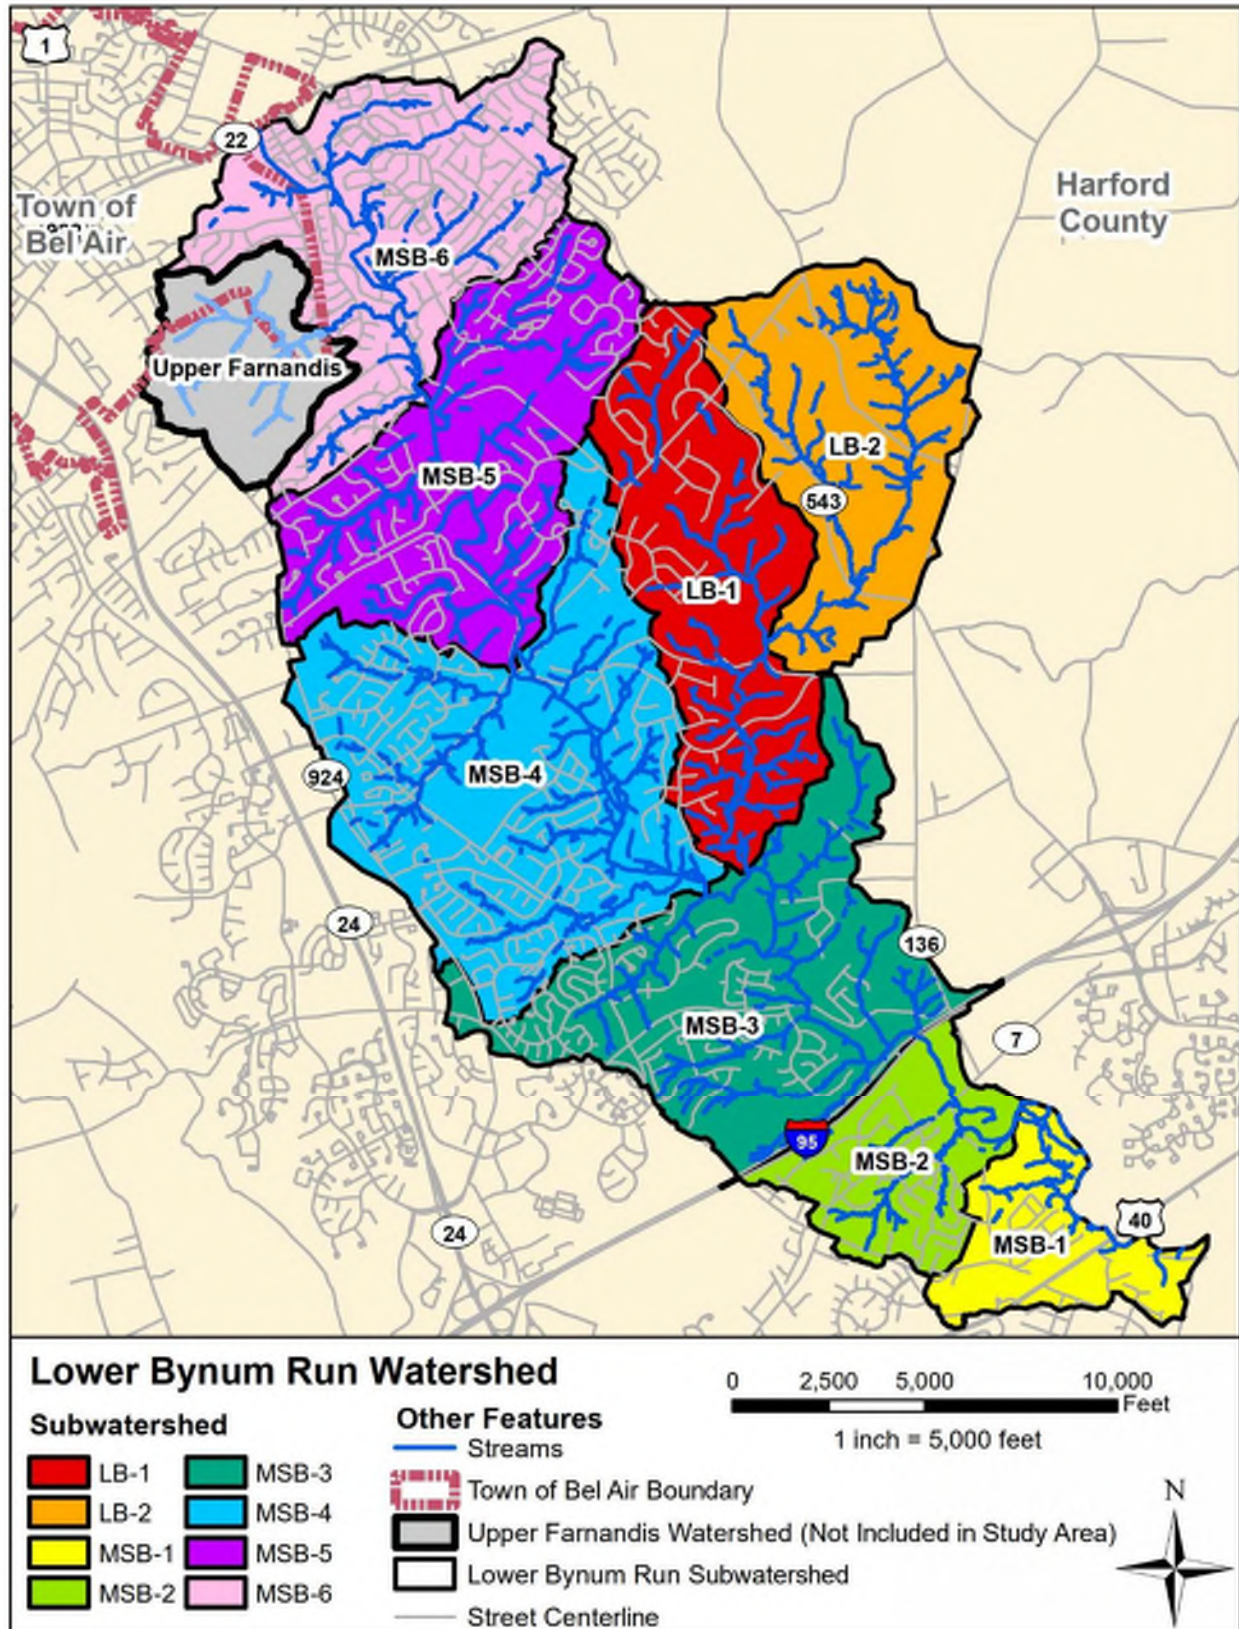 1
22
Town of
Bel Air
Harford
County
MSB-6
Upper Farnandis
LB-2
MSB-5
543
LB-1
924
MSB-4
24
136
MSB-3
7
95
MSB-2
40
24
MSB-1
Lower Bynum Run Watershed
Subwatershed
LB-1
LB-2
MSB-1
MSB-2
MSB-3
MSB-4
MSB-5
MSB-6
Other Features
Streams
Town of Bel Air Boundary
Upper Farnandis Watershed (Not Included in Study Area)
Lower Bynum Run Subwatershed
Street Centerline
0 2,500 5,000 10,000
Feet
1 inch = 5,000 feet
N